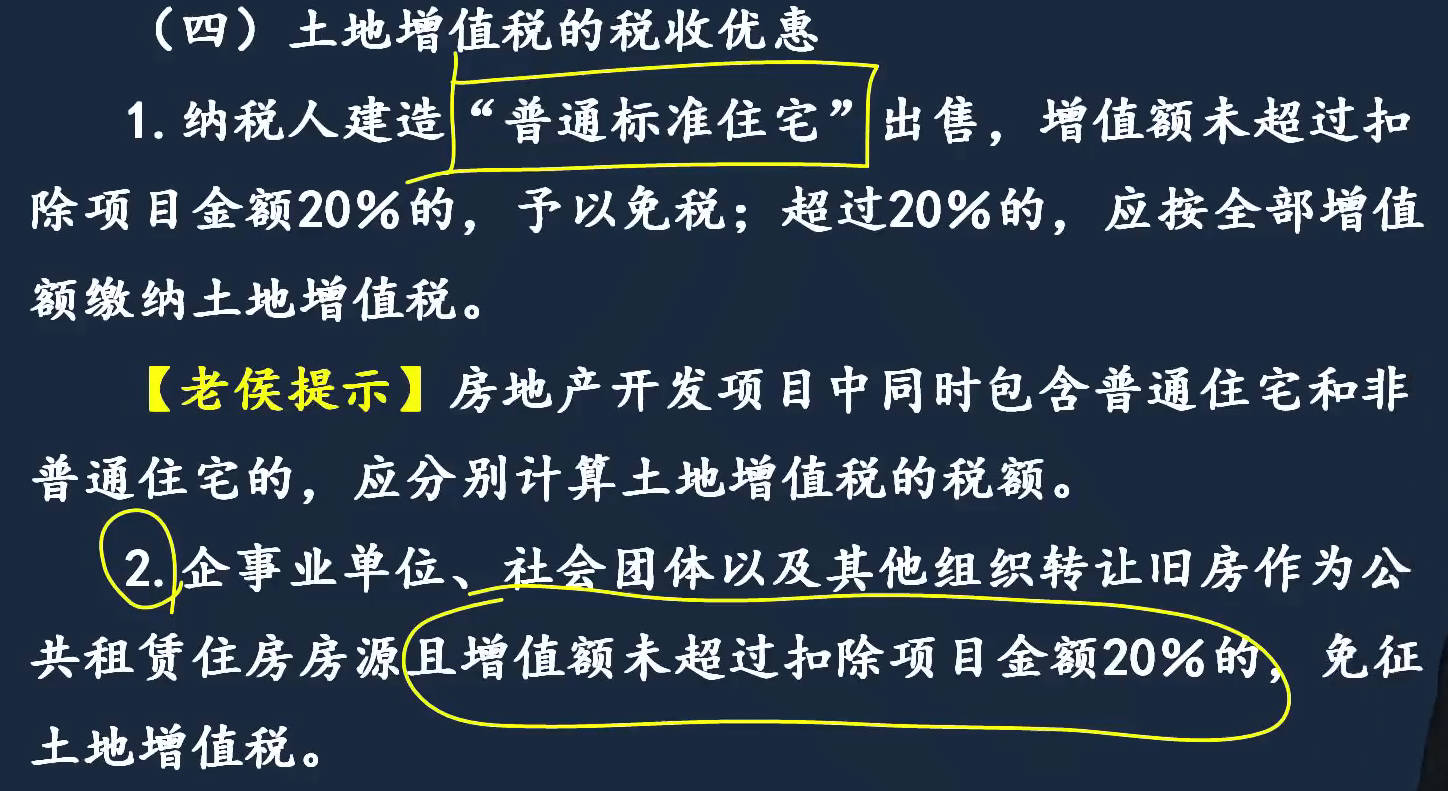 （四）土地增值税的税收优惠
1. 纳税人建造“普通标准住宅”出售，增值额未超过扣
除项目金额20%的，予以免税；超过20%的，应按全部增值
额缴纳土地增值税。
【老侯提示】房地产开发项目中同时包含普通住宅和非
普通住宅的，应分别计算土地增值税的税额。
2. 企事业单位、社会团体以及其他组织转让旧房作为公
共租赁住房房源且增值额未超过扣除项目金额20%的，免征
土地增值税。